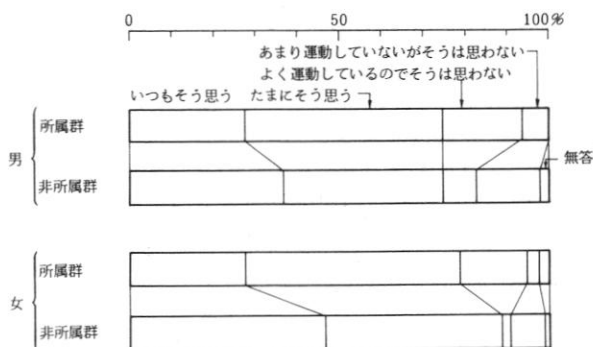 0 50 100%
あまり運動していないがそうは思わない
よく運動しているのでそうは思わない
いつもそう思う たまにそう思う
所属群
男
無答
非所属群
所属群
女
非所属群